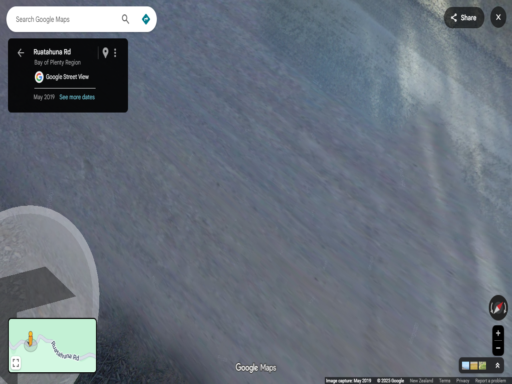 Search Google Maps
Share
X
Ruatahuna Rd
Bay of Plenty Region
Google Street View
May 2019 See more dates
Ruatahuna Rd
Google Maps
Image capture: May 2019 © 2023 Google New Zealand Terms Privacy Report a problem